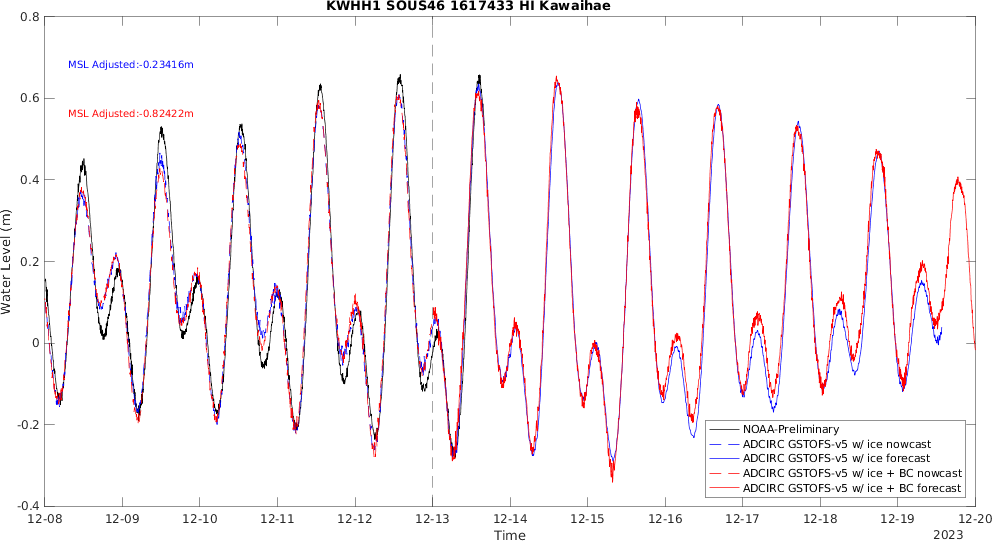 KWHH1 SOUS46 1617433 HI Kawaihae
Water Level (m)
0.8
0.6
0.4
0.2
0
-0.2
-0.4
MSL Adjusted:-0.23416m
MSL Adjusted:-0.82422m
NOAA-Preliminary
ADCIRC GSTOFS-v5 w/ ice nowcast
ADCIRC GSTOFS-v5 w/ ice forecast
ADCIRC GSTOFS-v5 w/ ice + BC nowcast
ADCIRC GSTOFS-v5 w/ ice + BC forecast
12-08 12-09 12-10 12-11 12-12 12-13 12-14 12-15 12-16 12-17 12-18 12-19 12-20
Time
2023